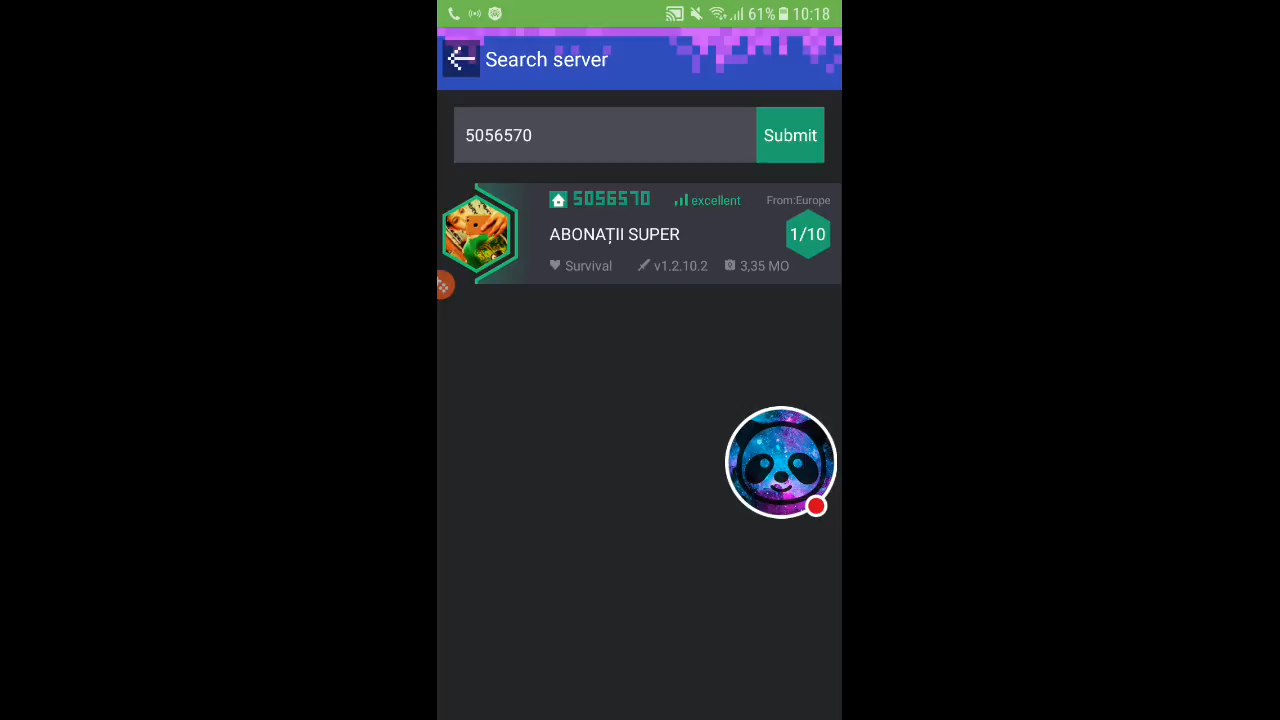 61% 10:18
Search server
5056570 Submit
5056570 excellent From:Europe
ABONAȚII SUPER 1/10
Survival v1.2.10.2 3,35 MO